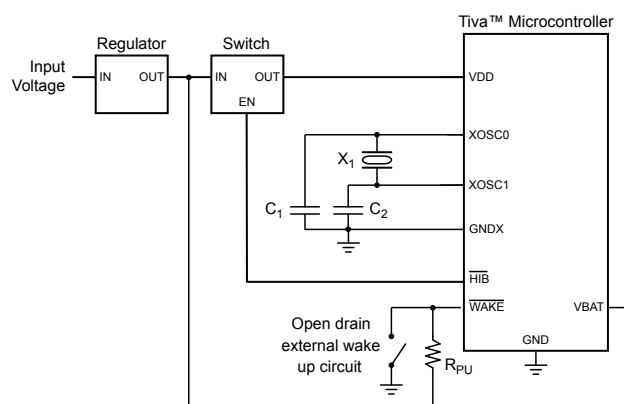 Tiva™ Microcontroller
Regulator
Switch
Input
Voltage
IN
OUT
IN
OUT
EN
VDD
XOSC0
X1
XOSC1
C1
C2
GNDX
HIB
WAKE
VBAT
Open drain
external wake
up circuit
RPU
GND